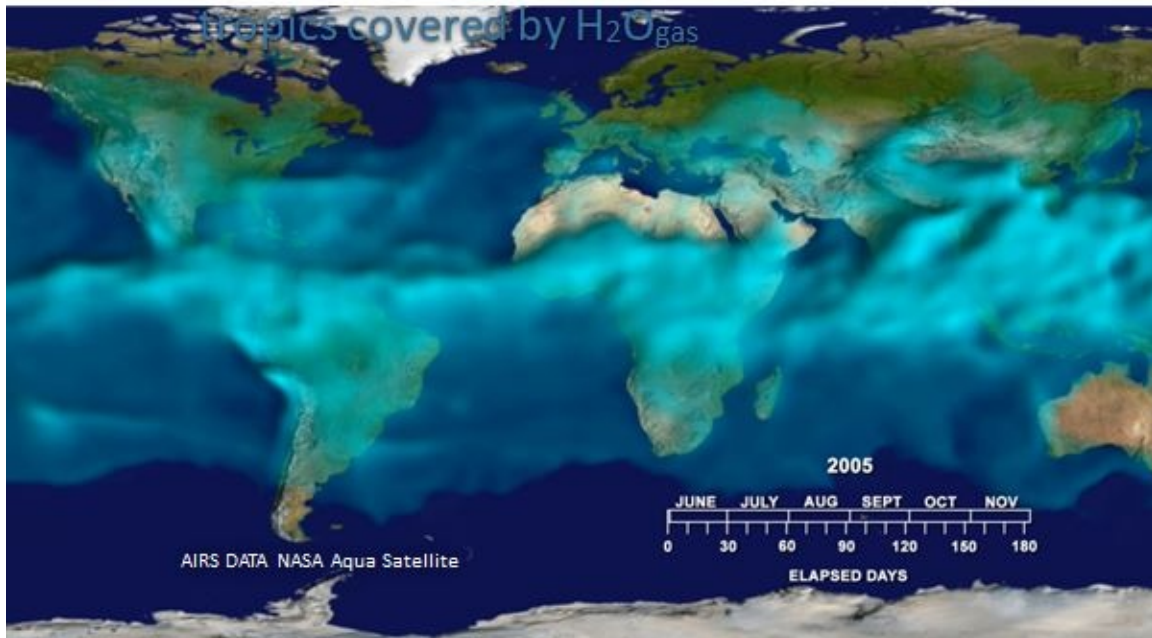 tropics covered by H₂Ogas
2005
JUNE JULY AUG SEPT OCT NOV
0 30 60 90 120 150 180
ELAPSED DAYS
AIRS DATA NASA Aqua Satellite